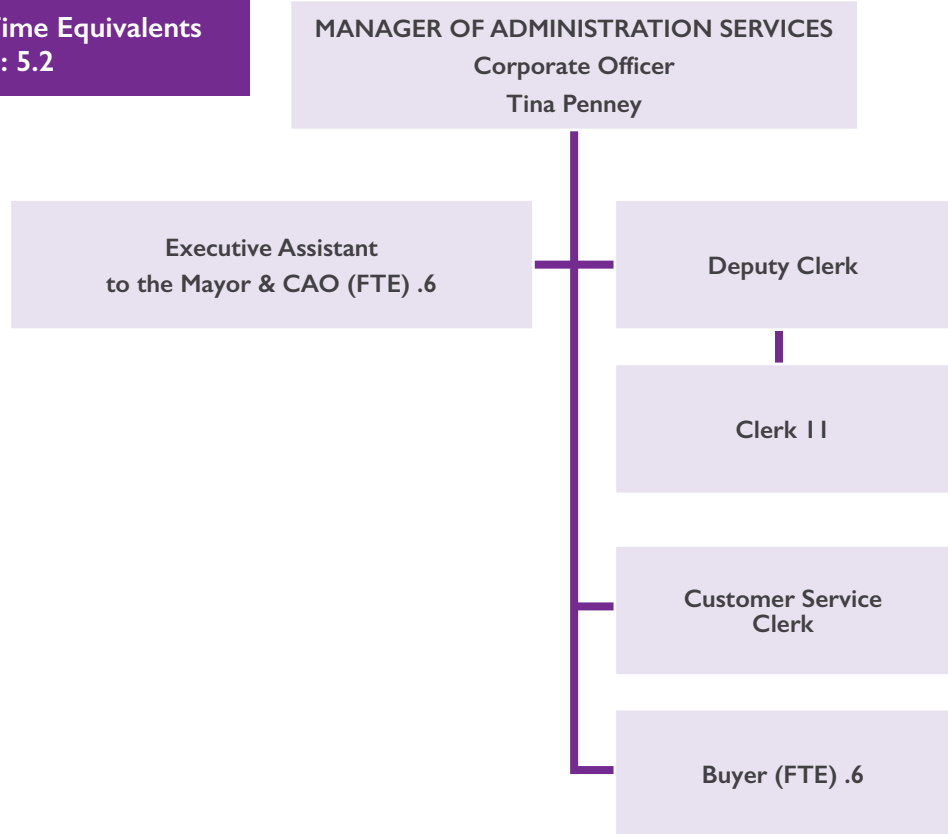 Time Equivalents
: 5.2
MANAGER OF ADMINISTRATION SERVICES
Corporate Officer
Tina Penney
Executive Assistant
to the Mayor & CAO (FTE) .6
Deputy Clerk
Clerk 11
Customer Service
Clerk
Buyer (FTE) .6